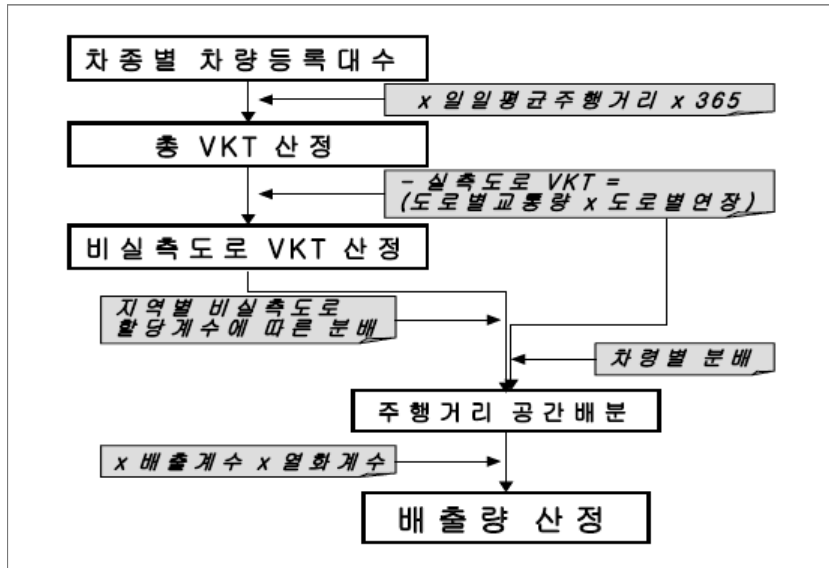 차종별 차량등록대수
x 일일평균주행거리 x 365
총 VKT 산정
- 실측도로 VKT =
(도로별교통량 x 도로별연장)
비실측도로 VKT 산정
지역별 비실측도로
할당계수에 따른 분배
차령별 분배
주행거리 공간배분
x 배출계수 x 열화계수
배출량 산정